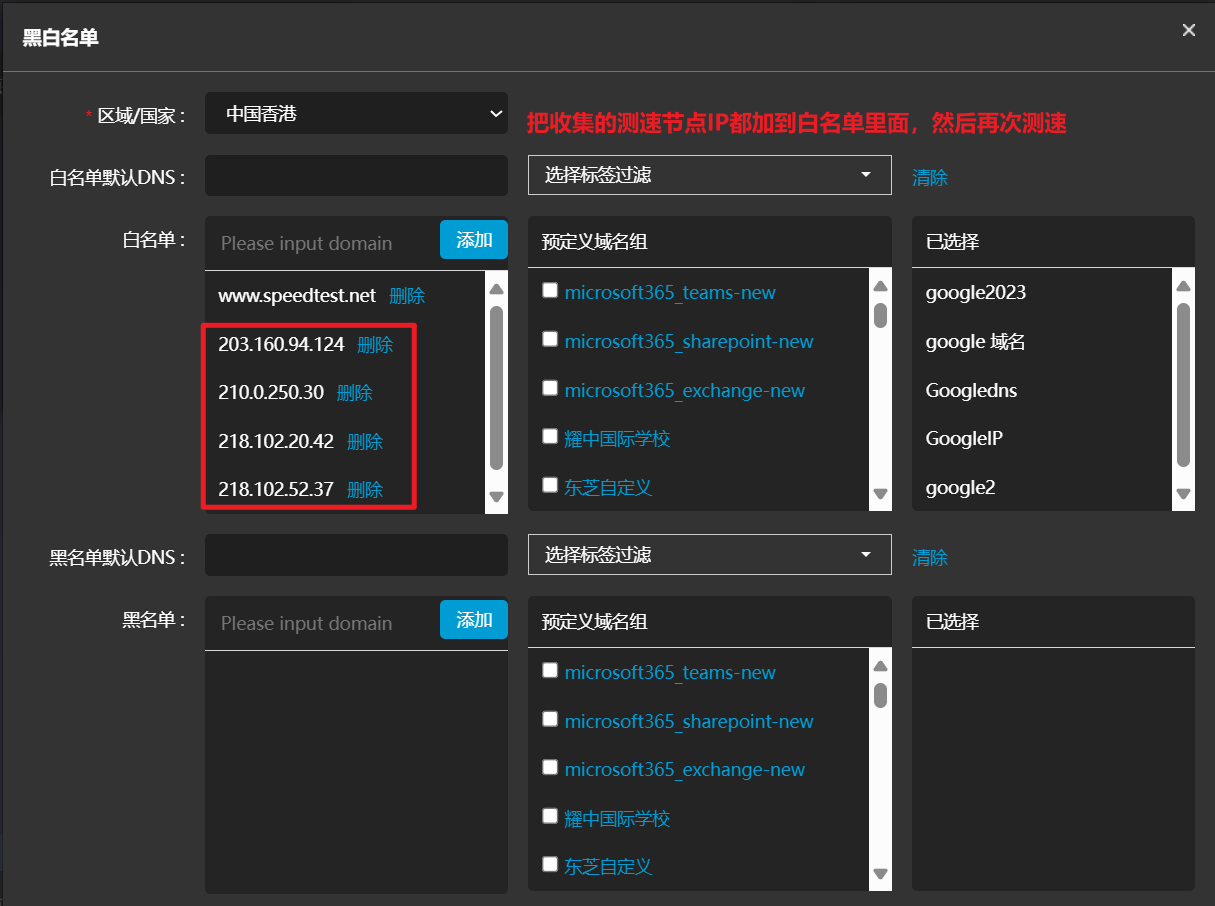 黑白名单
×
* 区域/国家：
中国香港
把收集的测速节点IP都加到白名单里面，然后再次测速
白名单默认DNS：
选择标签过滤
清除
白名单：
Please input domain
添加
www.speedtest.net 删除
203.160.94.124 删除
210.0.250.30 删除
218.102.20.42 删除
218.102.52.37 删除
预定义域名组
microsoft365_teams-new
microsoft365_sharepoint-new
microsoft365_exchange-new
耀中国际学校
东芝自定义
已选择
google2023
google 域名
Googledns
GoogleIP
google2
黑名单默认DNS：
选择标签过滤
清除
黑名单：
Please input domain
添加
预定义域名组
microsoft365_teams-new
microsoft365_sharepoint-new
microsoft365_exchange-new
耀中国际学校
东芝自定义
已选择